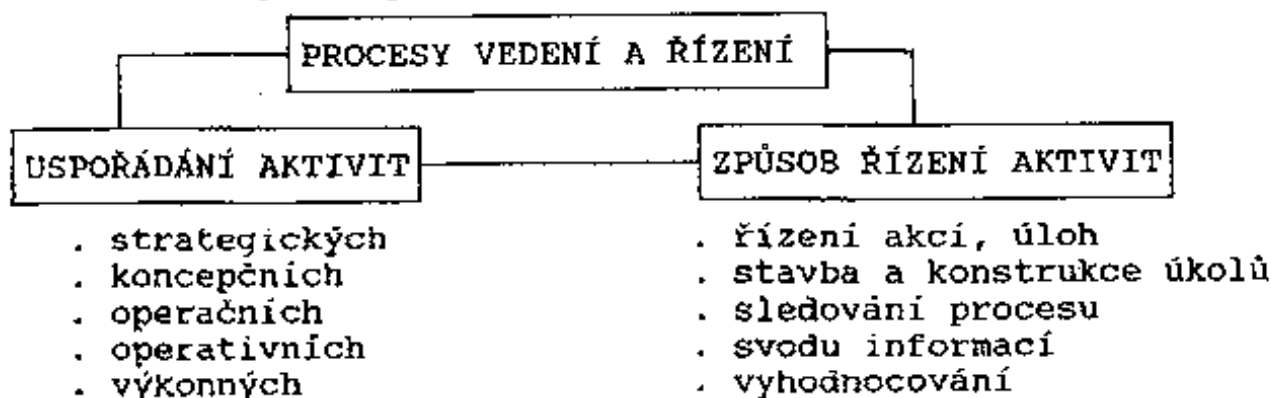 PROCESY VEDENÍ A ŘÍZENÍ
USPOŘÁDÁNÍ AKTIVIT
. strategických
. koncepčních
. operačních
. operativních
. výkonných
ZPŮSOB ŘÍZENÍ AKTIVIT
. řízení akcí, úloh
. stavba a konstrukce úkolů
. sledování procesu
. svodu informací
. vyhodnocování